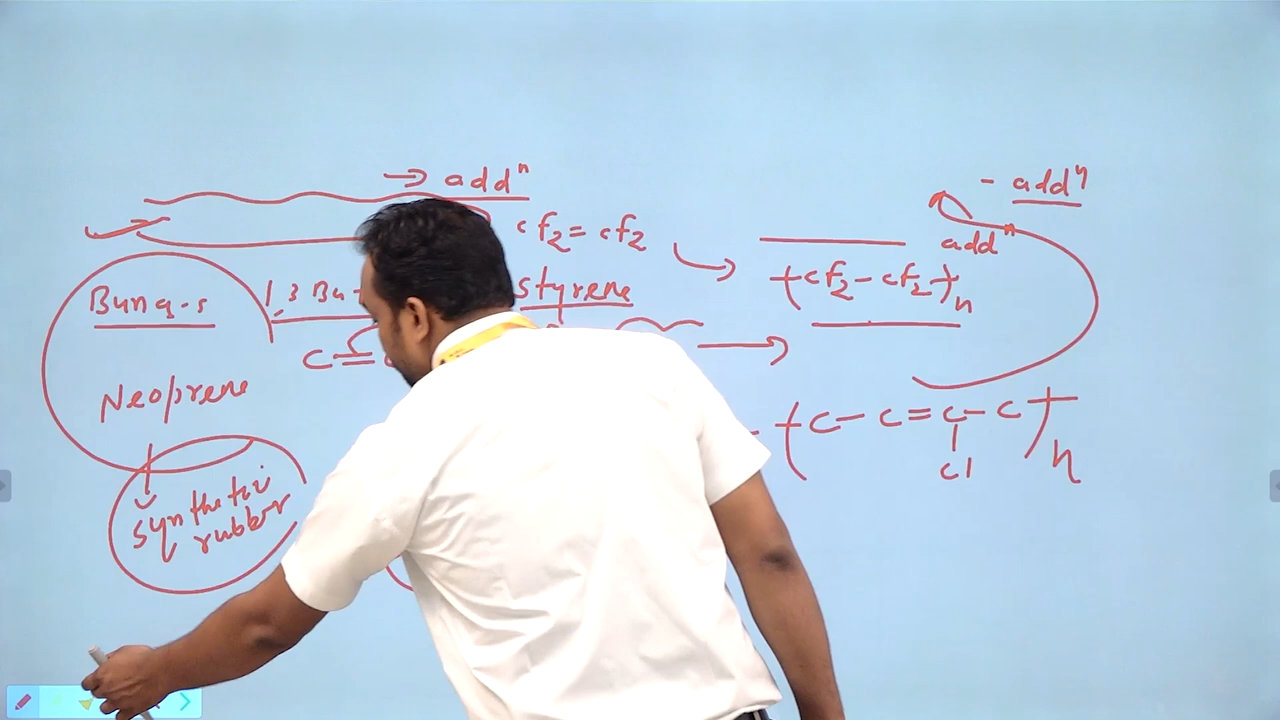 → addⁿ
- addⁿ
cf₂ = cf₂
addⁿ
(cf₂ - cf₂)ₙ
Buna-s
1,3 Bu-
styrene
C =
Neoprene
(C - C = C - C)ₙ
Cl
synthetic
rubber